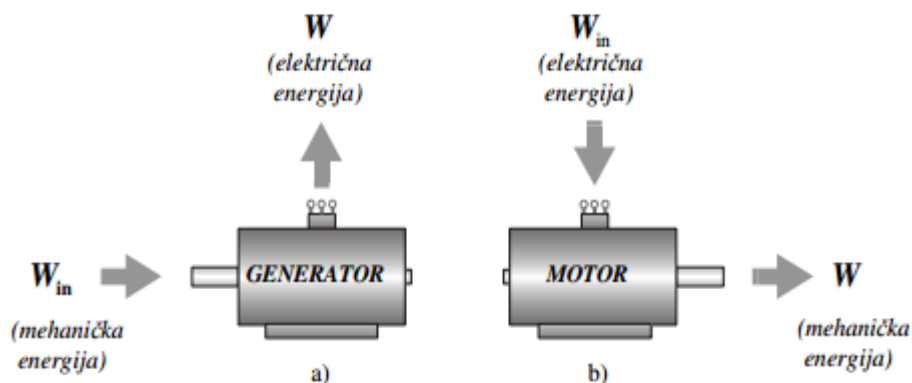 W
(električna
energija)
W_in
(električna
energija)
GENERATOR
MOTOR
W_in
(mehanička
energija)
W
(mehanička
energija)
a)
b)